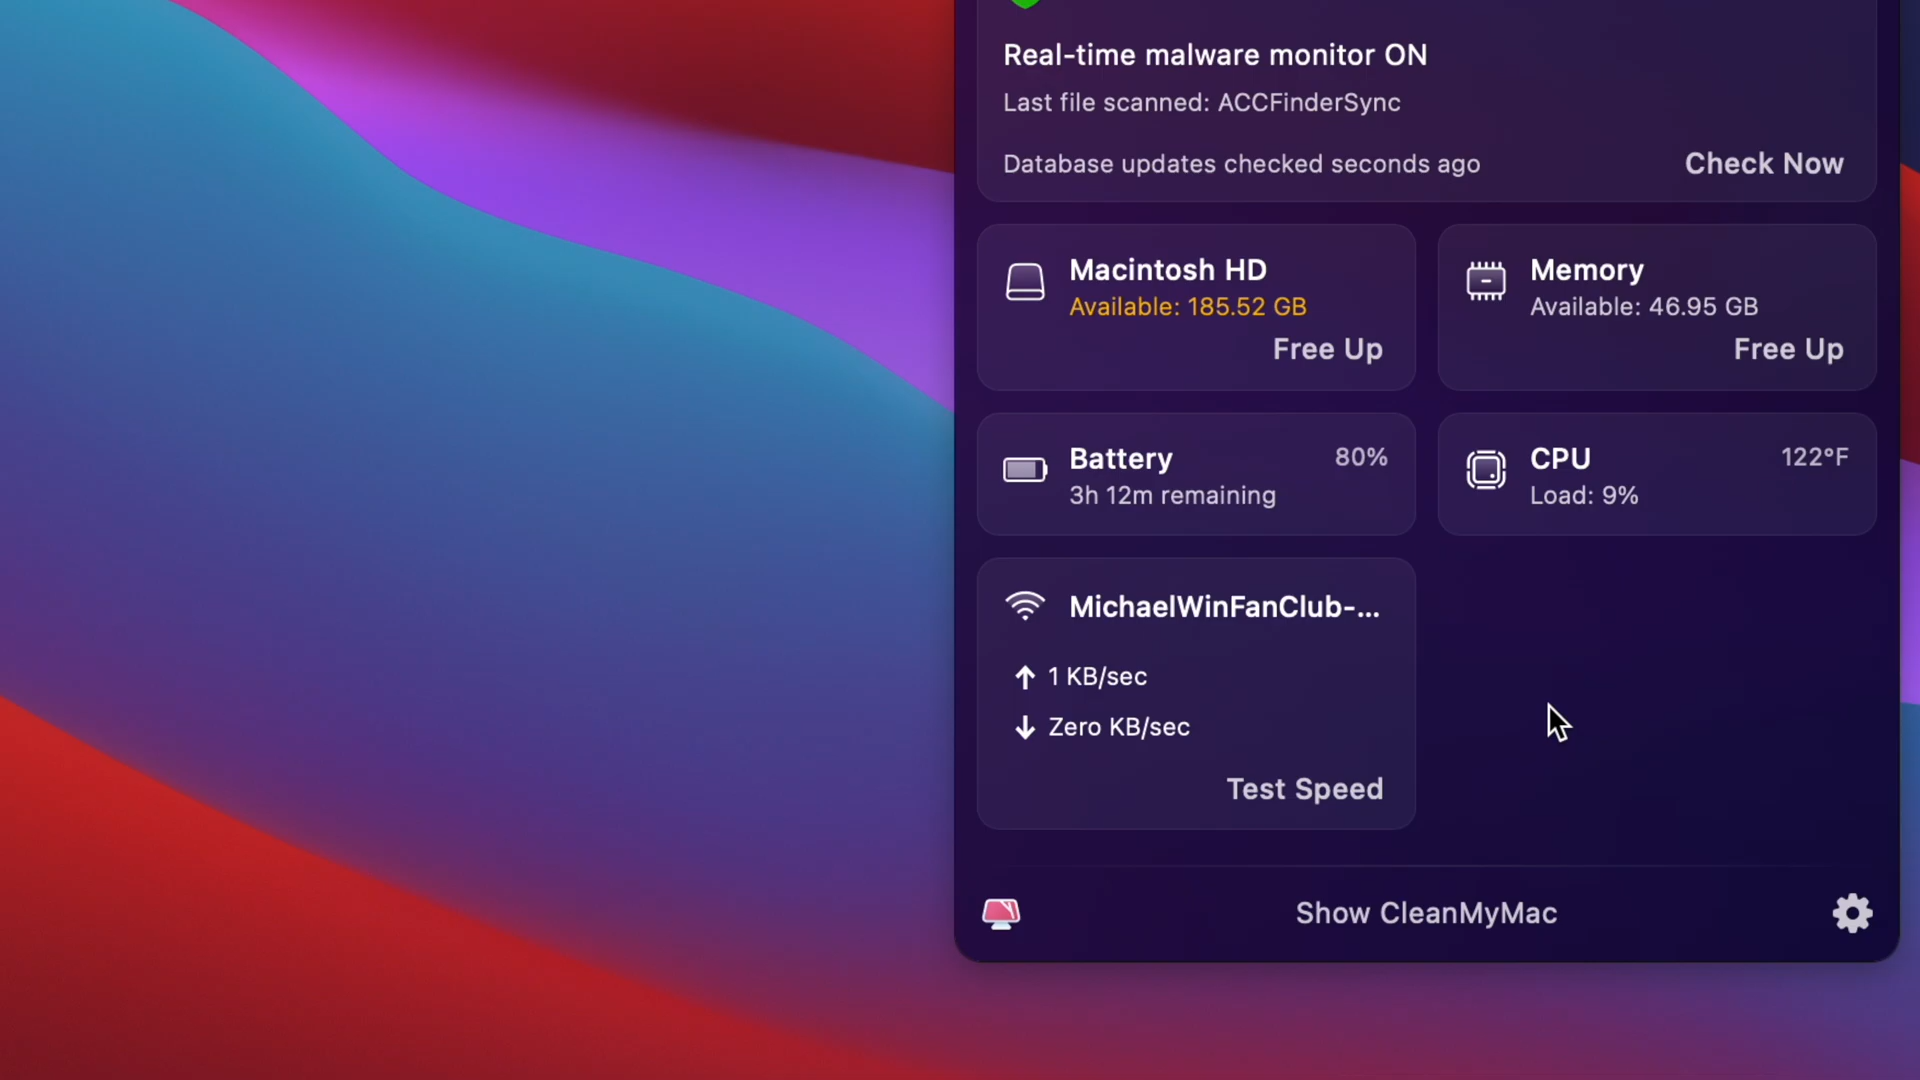 Real-time malware monitor ON
Last file scanned: ACCFinderSync
Database updates checked seconds ago
Check Now
Macintosh HD
Available: 185.52 GB
Free Up
Memory
Available: 46.95 GB
Free Up
Battery
80%
3h 12m remaining
CPU
122°F
Load: 9%
MichaelWinFanClub-...
1 KB/sec
Zero KB/sec
Test Speed
Show CleanMyMac